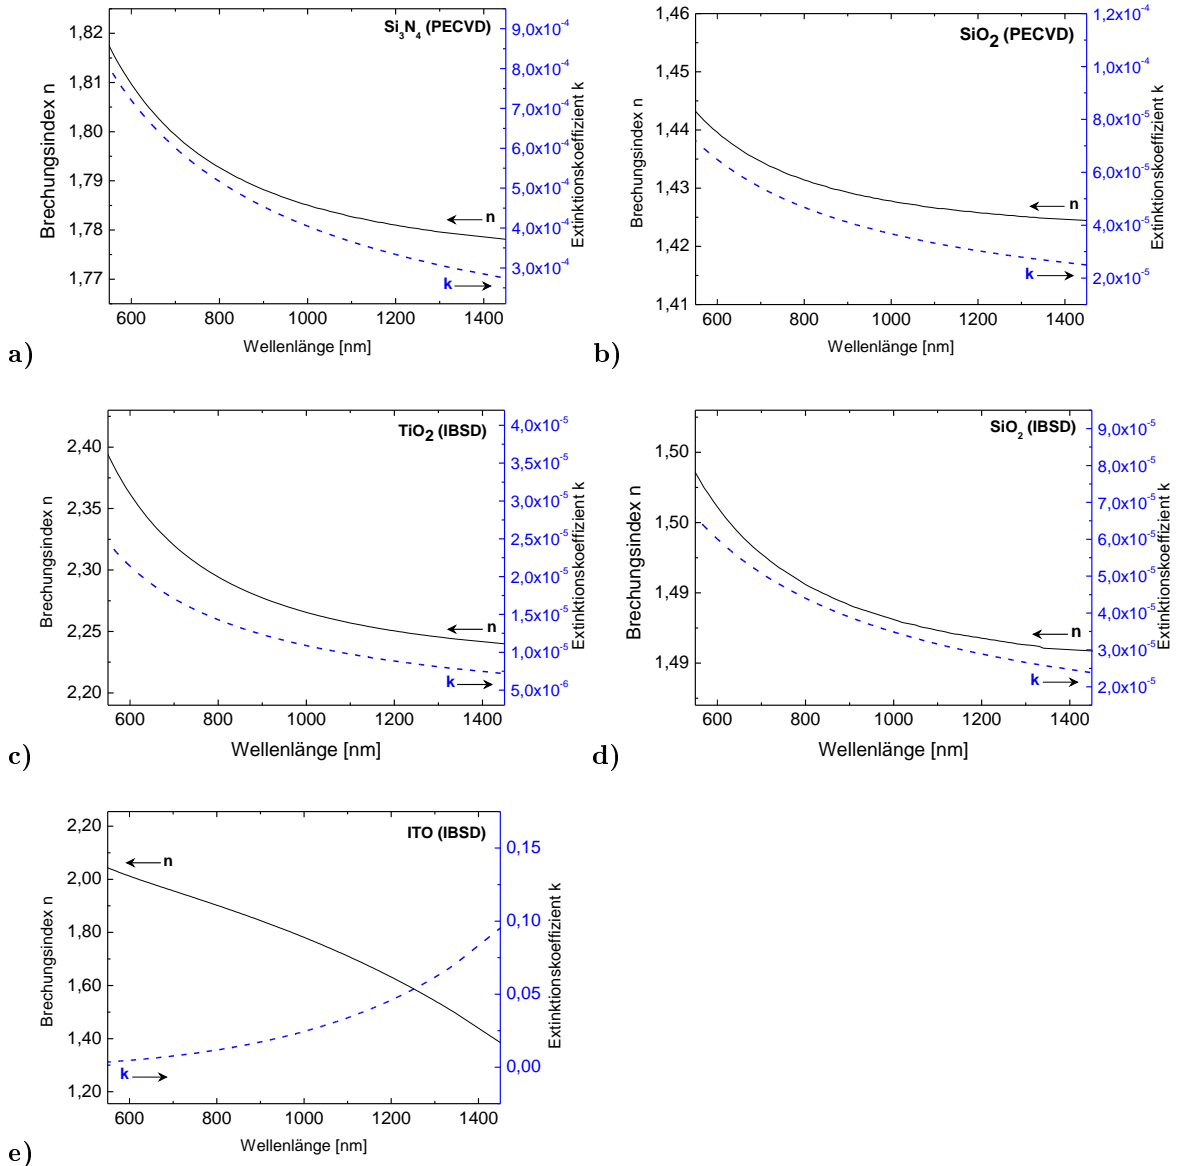 Si3N4 (PECVD)
1,82
1,81
1,80
1,79
1,78
1,77
Brechungsindex n
9,0x10-4
8,0x10-4
7,0x10-4
6,0x10-4
5,0x10-4
4,0x10-4
3,0x10-4
Extinktionskoeffizient k
n
k
600 800 1000 1200 1400
Wellenlänge [nm]
a)
SiO2 (PECVD)
1,46
1,45
1,44
1,43
1,42
1,41
Brechungsindex n
1,2x10-4
1,0x10-4
8,0x10-5
6,0x10-5
4,0x10-5
2,0x10-5
Extinktionskoeffizient k
n
k
600 800 1000 1200 1400
Wellenlänge [nm]
b)
TiO2 (IBSD)
2,40
2,35
2,30
2,25
2,20
Brechungsindex n
4,0x10-5
3,5x10-5
3,0x10-5
2,5x10-5
2,0x10-5
1,5x10-5
1,0x10-5
5,0x10-6
Extinktionskoeffizient k
n
k
600 800 1000 1200 1400
Wellenlänge [nm]
c)
SiO2 (IBSD)
1,50
1,50
1,49
1,49
Brechungsindex n
9,0x10-5
8,0x10-5
7,0x10-5
6,0x10-5
5,0x10-5
4,0x10-5
3,0x10-5
2,0x10-5
Extinktionskoeffizient k
n
k
600 800 1000 1200 1400
Wellenlänge [nm]
d)
ITO (IBSD)
2,20
2,00
1,80
1,60
1,40
1,20
Brechungsindex n
0,15
0,10
0,05
0,00
Extinktionskoeffizient k
n
k
600 800 1000 1200 1400
Wellenlänge [nm]
e)